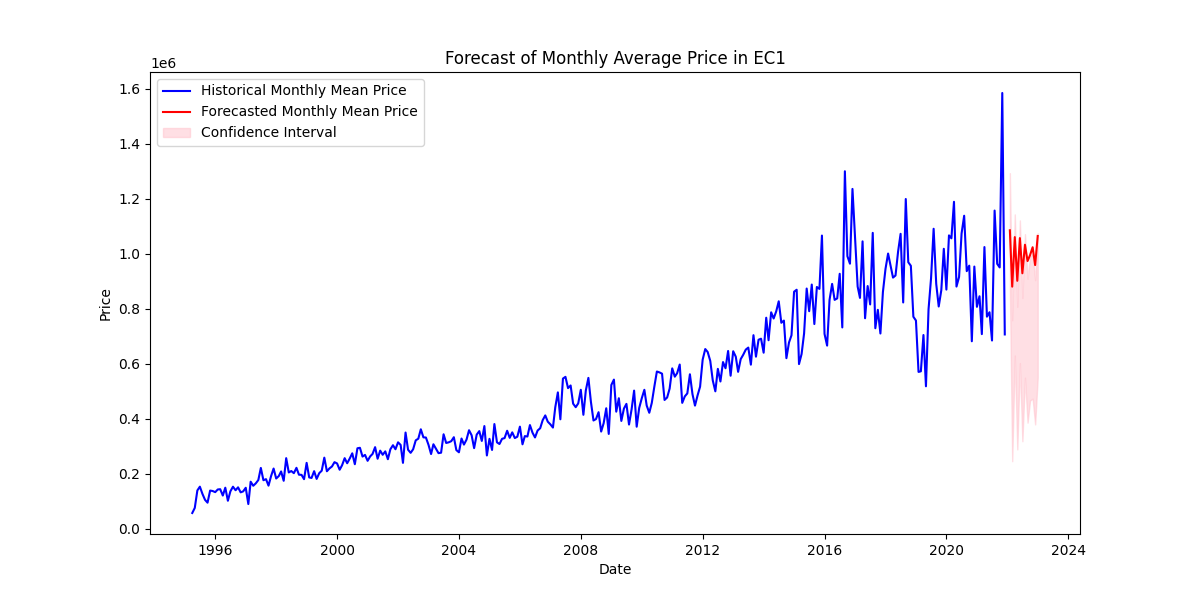 Forecast of Monthly Average Price in EC1
1e6
Historical Monthly Mean Price
Forecasted Monthly Mean Price
Confidence Interval
1.6
1.4
1.2
1.0
0.8
0.6
0.4
0.2
0.0
Price
1996 2000 2004 2008 2012 2016 2020 2024
Date